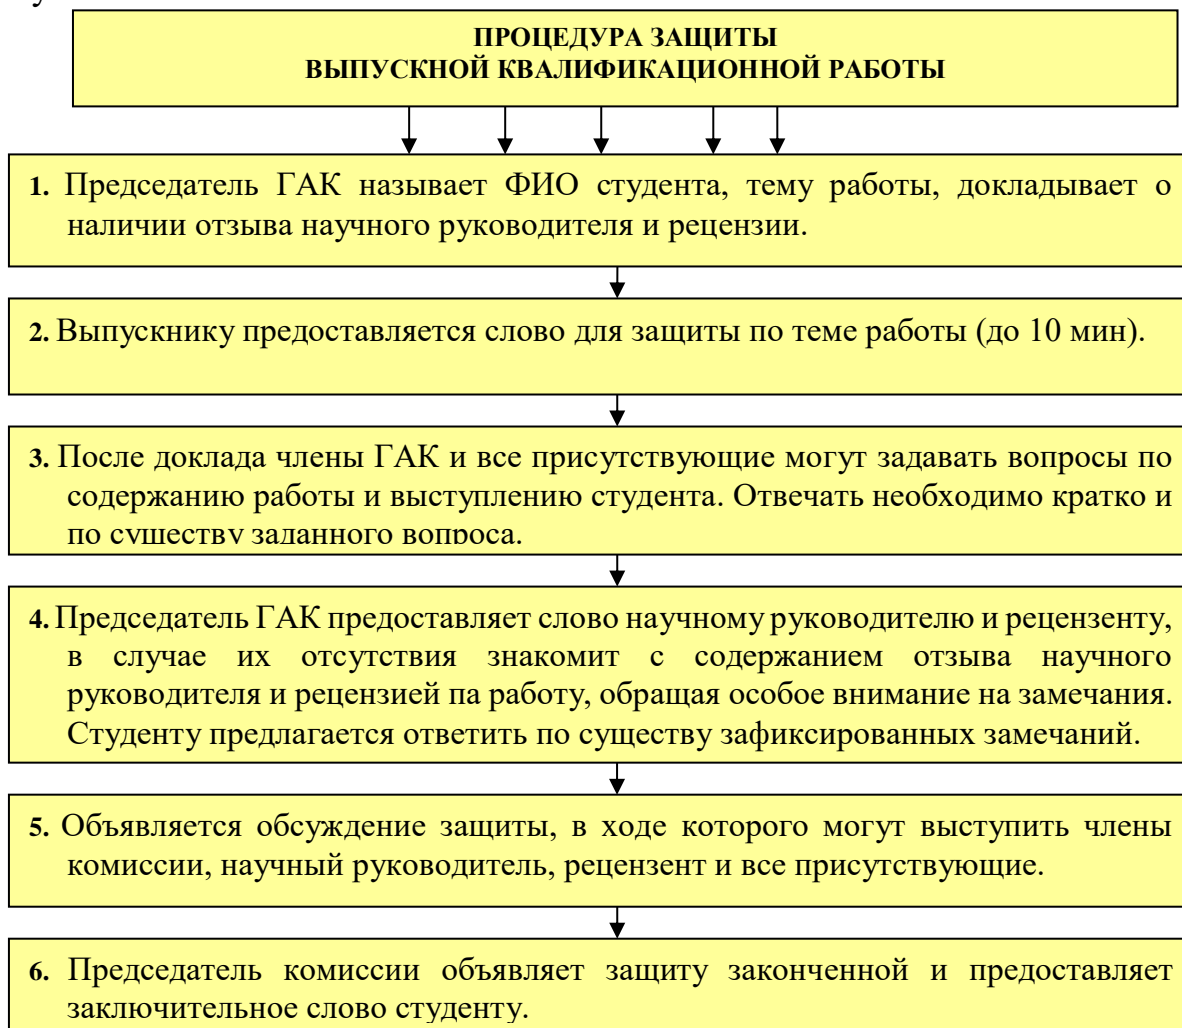 у
ПРОЦЕДУРА ЗАЩИТЫ
ВЫПУСКНОЙ КВАЛИФИКАЦИОННОЙ РАБОТЫ
1. Председатель ГАК называет ФИО студента, тему работы, докладывает о
наличии отзыва научного руководителя и рецензии.
2. Выпускнику предоставляется слово для защиты по теме работы (до 10 мин).
3. После доклада члены ГАК и все присутствующие могут задавать вопросы по
содержанию работы и выступлению студента. Отвечать необходимо кратко и
по существу заданного вопроса.
4. Председатель ГАК предоставляет слово научному руководителю и рецензенту,
в случае их отсутствия знакомит с содержанием отзыва научного
руководителя и рецензией па работу, обращая особое внимание на замечания.
Студенту предлагается ответить по существу зафиксированных замечаний.
5. Объявляется обсуждение защиты, в ходе которого могут выступить члены
комиссии, научный руководитель, рецензент и все присутствующие.
6. Председатель комиссии объявляет защиту законченной и предоставляет
заключительное слово студенту.